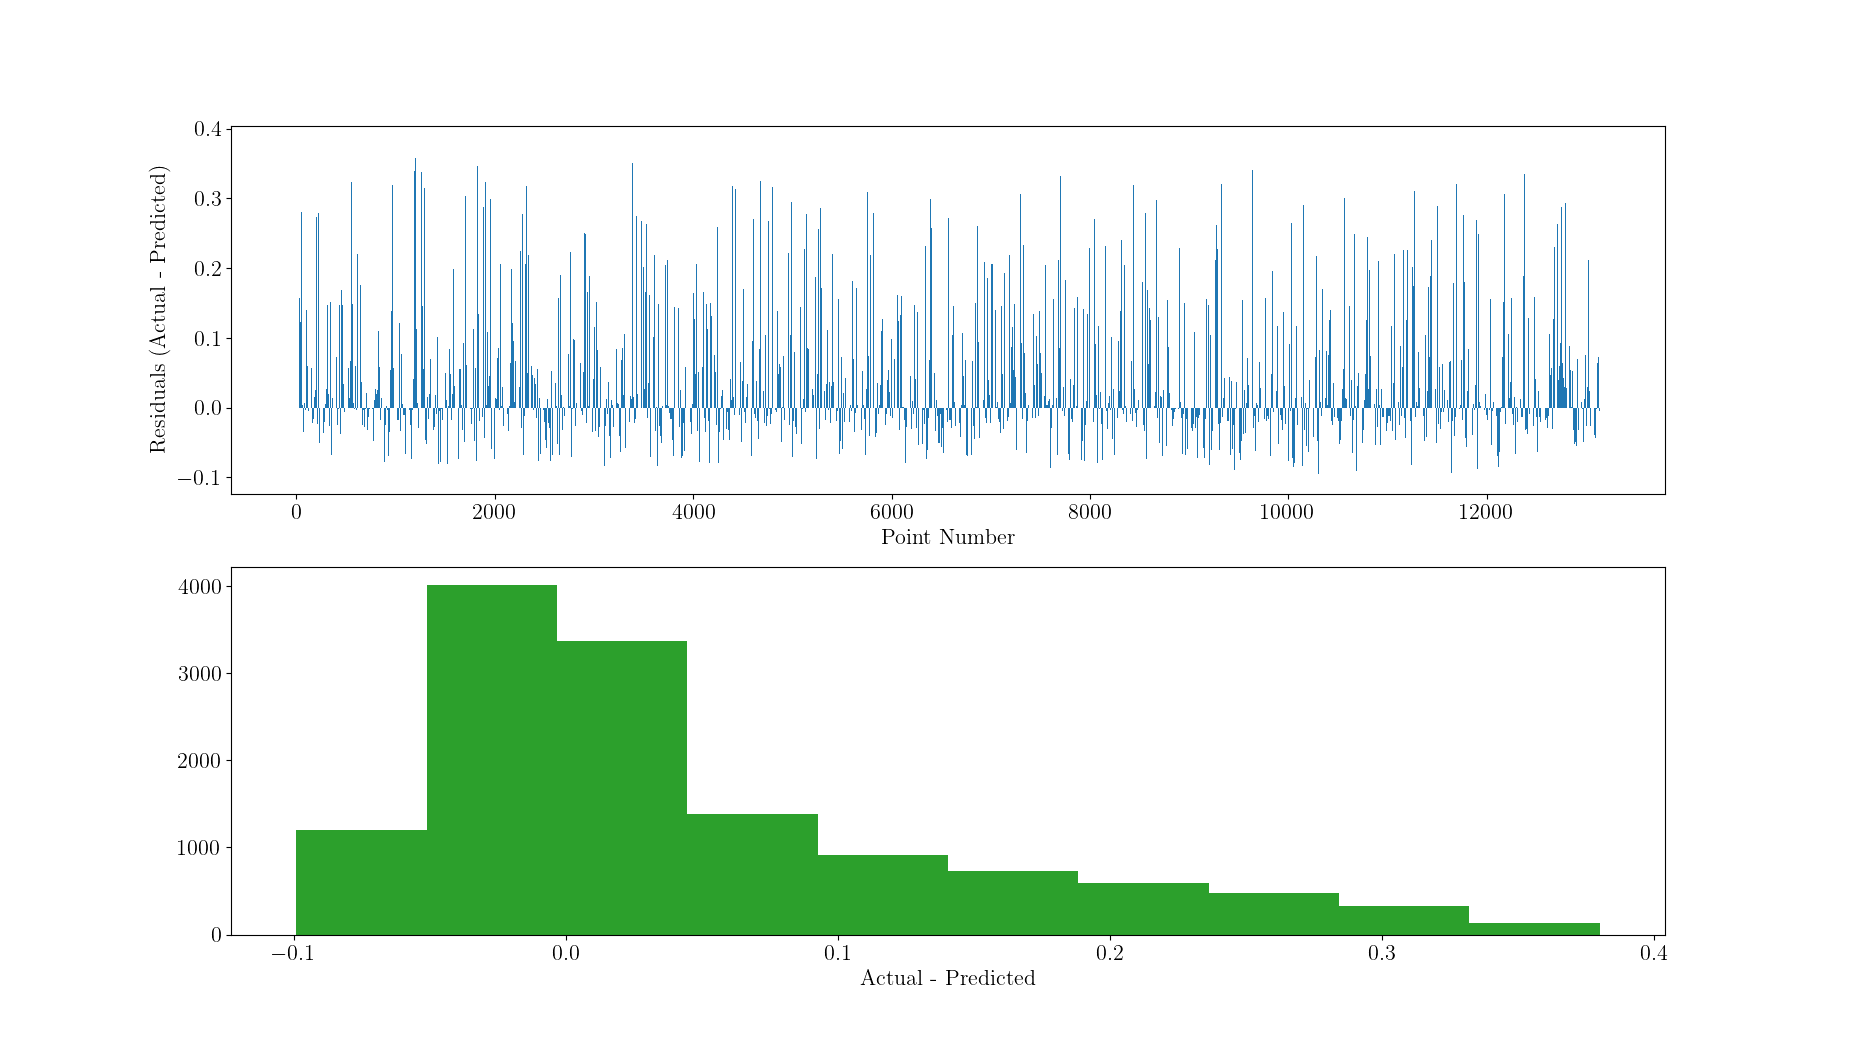 0.4
0.3
0.2
0.1
0.0
−0.1
Residuals (Actual - Predicted)
0 2000 4000 6000 8000 10000 12000
Point Number
4000
3000
2000
1000
0
−0.1 0.0 0.1 0.2 0.3 0.4
Actual - Predicted